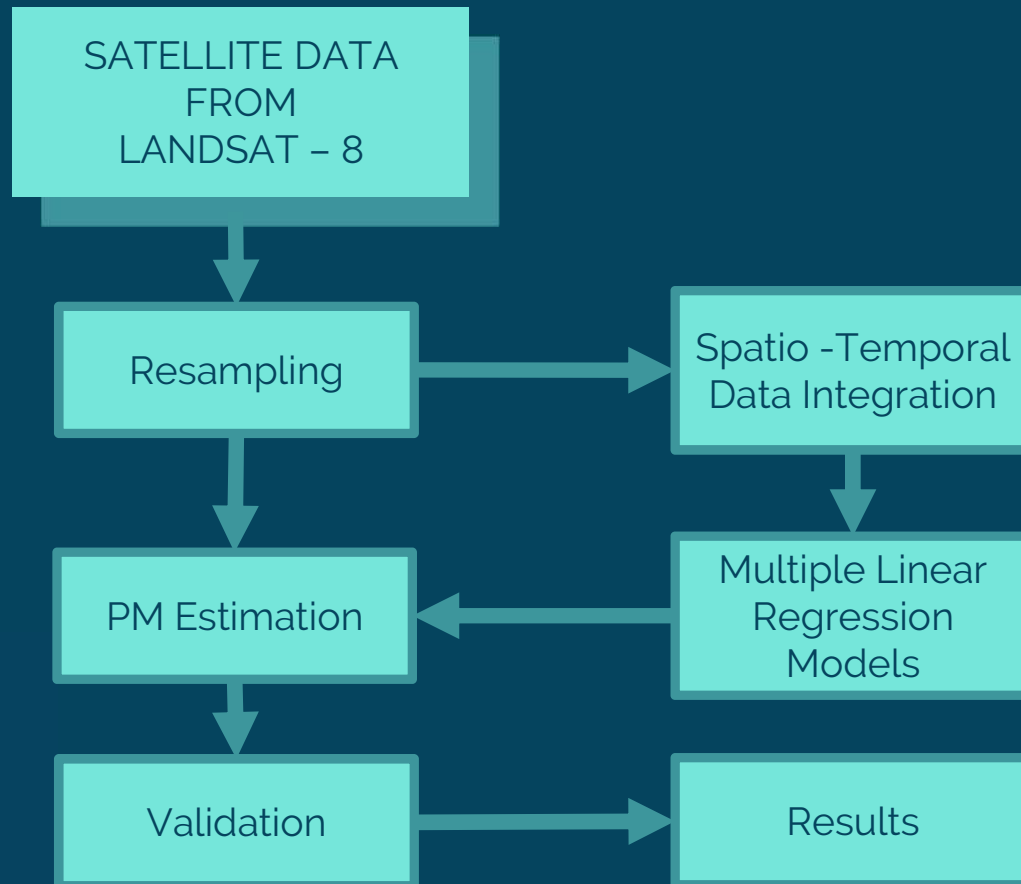 SATELLITE DATA
FROM
LANDSAT – 8
Resampling
Spatio -Temporal
Data Integration
PM Estimation
Multiple Linear
Regression
Models
Validation
Results